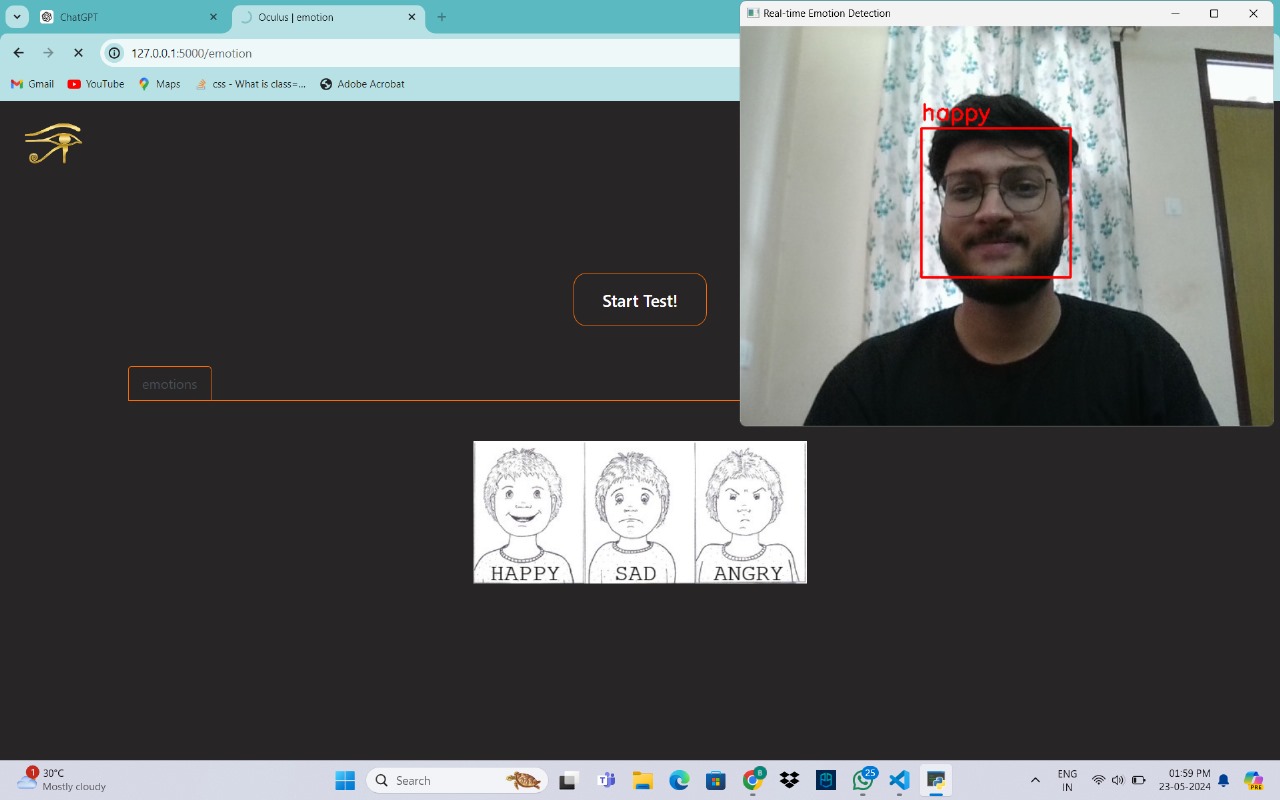 ChatGPT
Oculus | emotion
Real-time Emotion Detection
127.0.0.1:5000/emotion
Gmail
YouTube
Maps
css - What is class=...
Adobe Acrobat
happy
Start Test!
emotions
HAPPY
SAD
ANGRY
1
30°C
Mostly cloudy
Search
8
25
ENG
IN
01:59 PM
23-05-2024
PRE